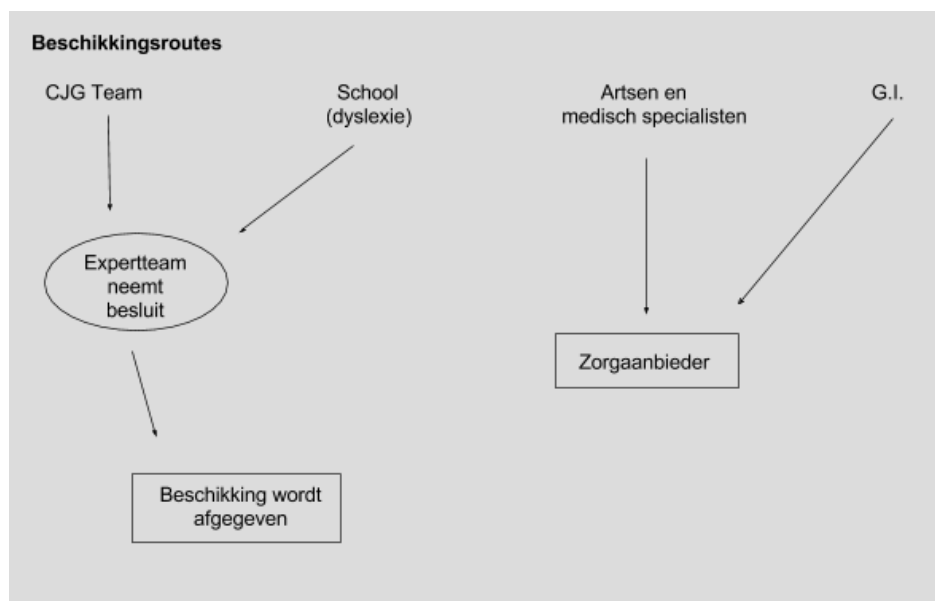 Beschikkingsroutes
CJG Team
School
(dyslexie)
Artsen en
medisch specialisten
G.I.
Expertteam
neemt
besluit
Zorgaanbieder
Beschikking wordt
afgegeven